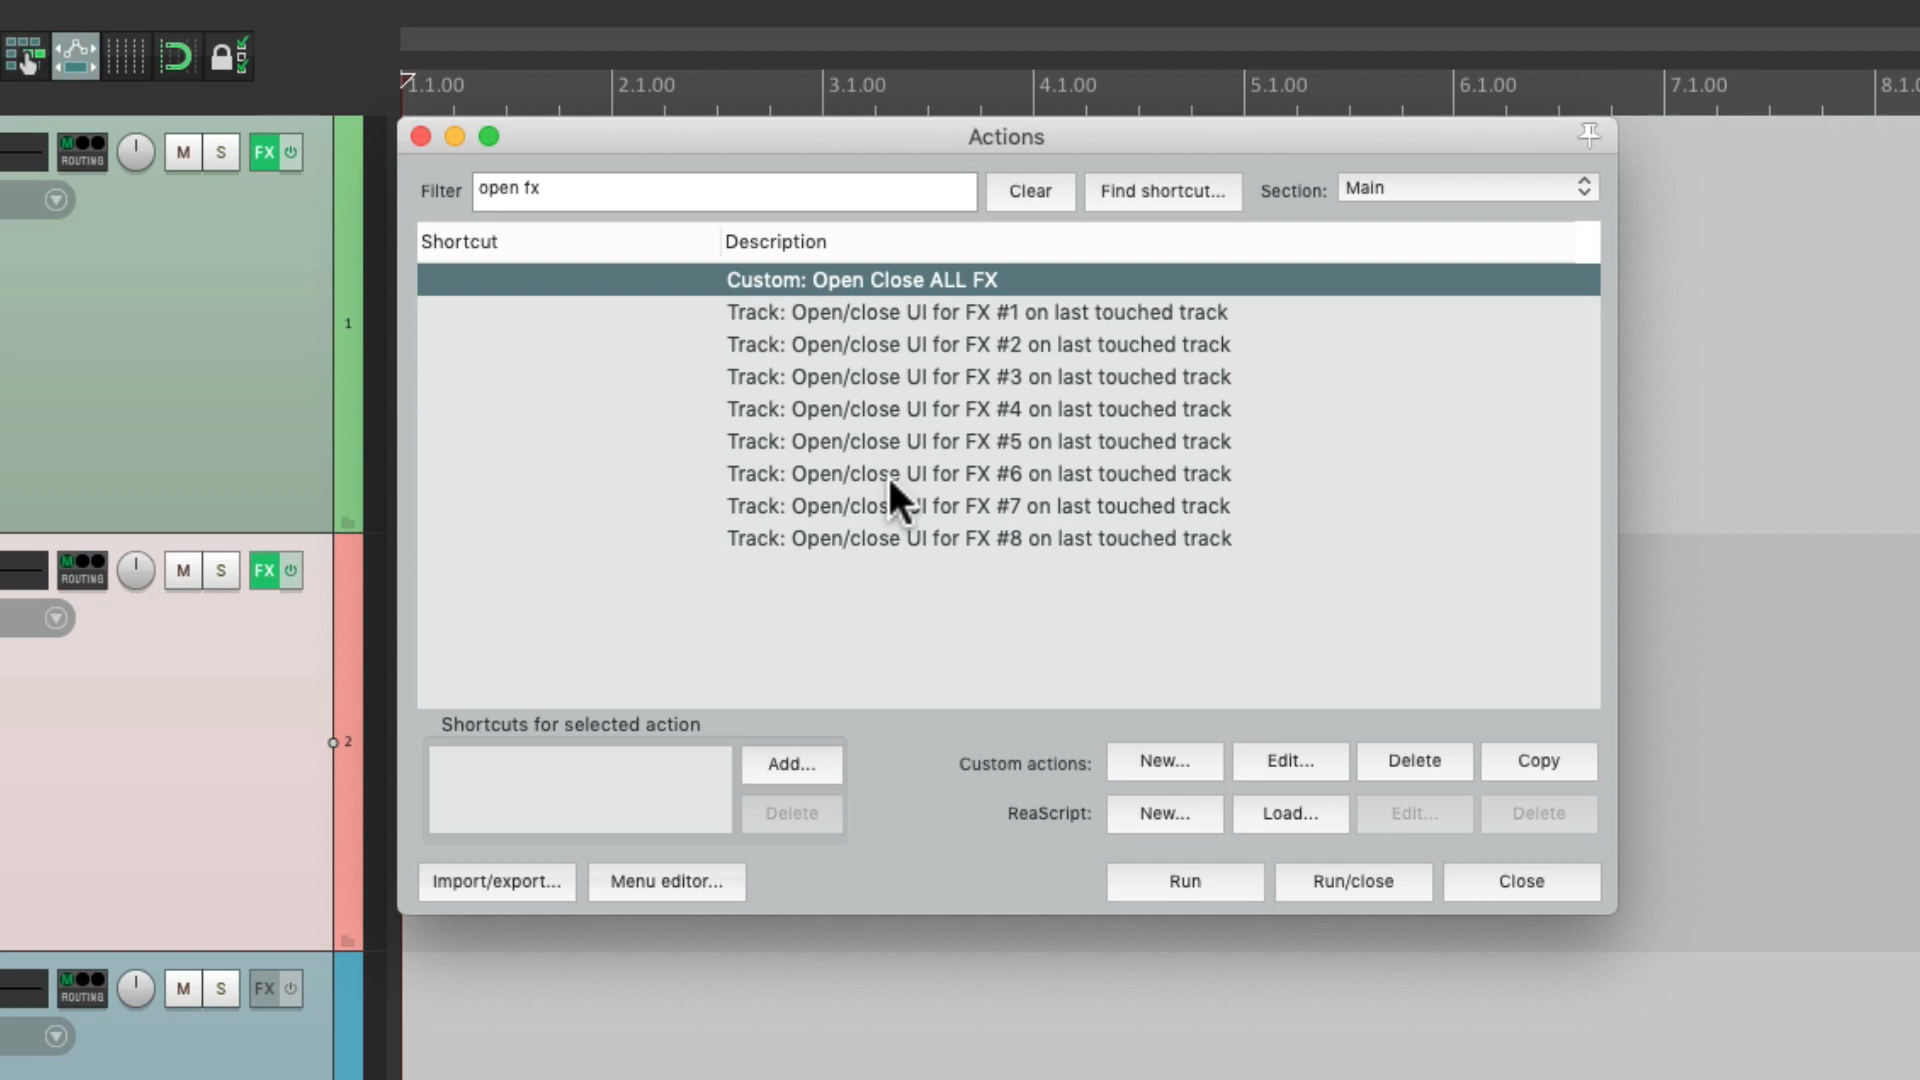 1.1.00 2.1.00 3.1.00 4.1.00 5.1.00 6.1.00 7.1.00
Actions
Filter open fx Clear Find shortcut... Section: Main
Shortcut Description
Custom: Open Close ALL FX
Track: Open/close UI for FX #1 on last touched track
Track: Open/close UI for FX #2 on last touched track
Track: Open/close UI for FX #3 on last touched track
Track: Open/close UI for FX #4 on last touched track
Track: Open/close UI for FX #5 on last touched track
Track: Open/close UI for FX #6 on last touched track
Track: Open/close UI for FX #7 on last touched track
Track: Open/close UI for FX #8 on last touched track
Shortcuts for selected action
Add...
Delete
Custom actions: New... Edit... Delete Copy
ReaScript: New... Load... Edit... Delete
Import/export... Menu editor... Run Run/close Close
M ROUTING M S FX
1
M ROUTING M S FX
2
M ROUTING M S FX